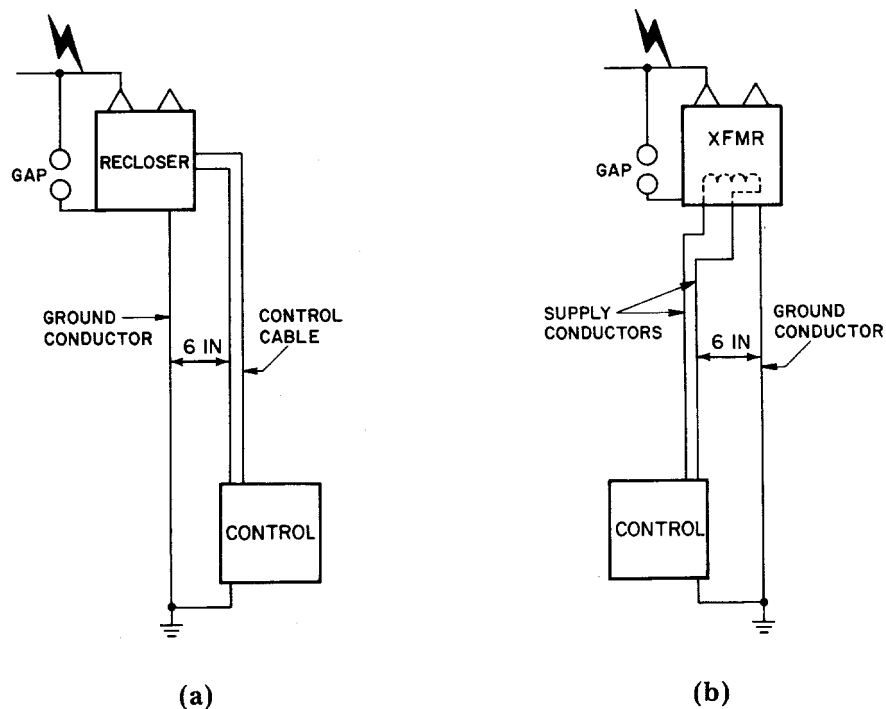 RECLOSER
GAP
GROUND
CONDUCTOR
6 IN
CONTROL
CABLE
CONTROL
(a)
XFMR
GAP
SUPPLY
CONDUCTORS
6 IN
GROUND
CONDUCTOR
CONTROL
(b)